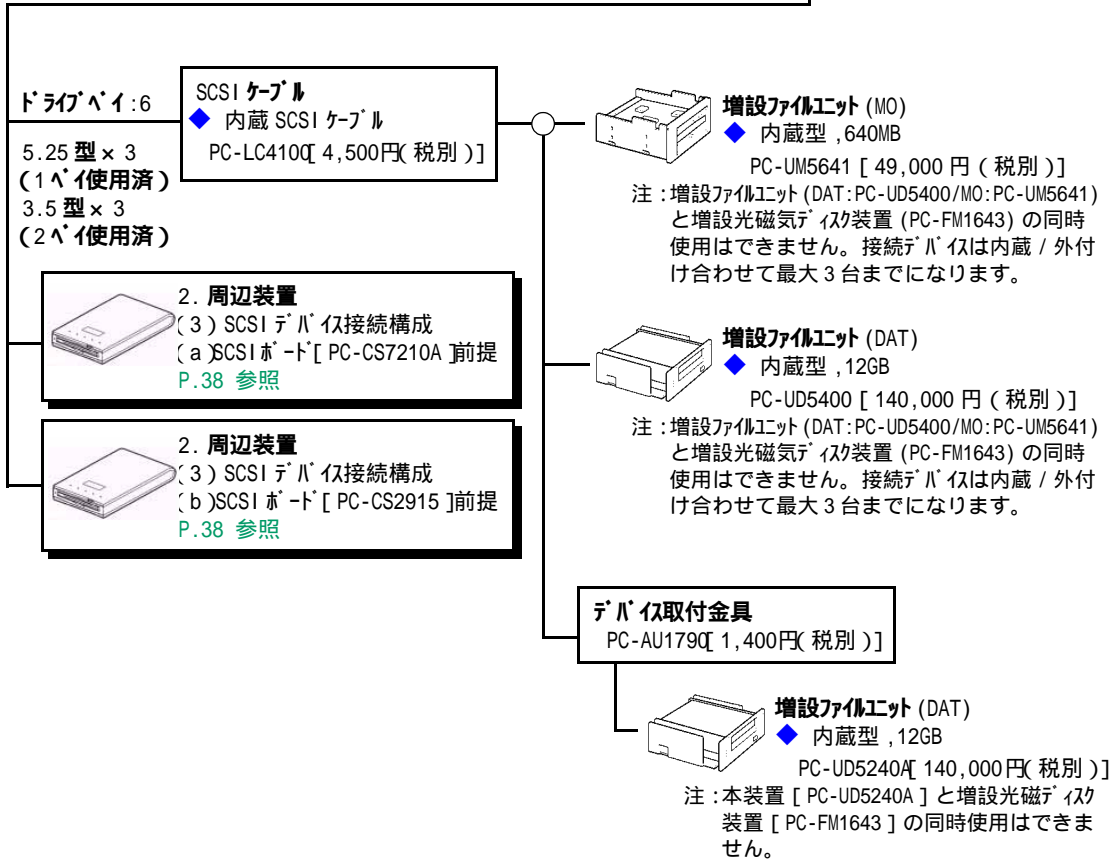 ドライブベイ:6
5.25 型×3
(1ベイ使用済)
3.5 型×3
(2ベイ使用済)
SCSI ケーブル
◆ 内蔵 SCSI ケーブル
PC-LC4100[ 4,500円(税別)]
増設ファイルユニット (MO)
◆ 内蔵型 ,640MB
PC-UM5641 [ 49,000 円 ( 税別 )]
注 :増設ファイルユニット (DAT:PC-UD5400/MO:PC-UM5641)
と増設光磁気ディスク装置 (PC-FM1643) の同時
使用はできません。接続デバイスは内蔵 / 外付
け合わせて最大 3 台までになります。
2. 周辺装置
(3) SCSI デバイス接続構成
(a)SCSI ボード[ PC-CS7210A ]前提
P.38 参照
増設ファイルユニット (DAT)
◆ 内蔵型 ,12GB
PC-UD5400 [ 140,000 円 ( 税別 )]
注 :増設ファイルユニット (DAT:PC-UD5400/MO:PC-UM5641)
と増設光磁気ディスク装置 (PC-FM1643) の同時
使用はできません。接続デバイスは内蔵 / 外付
け合わせて最大 3 台までになります。
2. 周辺装置
(3) SCSI デバイス接続構成
(b)SCSI ボード[ PC-CS2915 ]前提
P.38 参照
デバイス取付金具
PC-AU1790[ 1,400円( 税別 )]
増設ファイルユニット (DAT)
◆ 内蔵型 ,12GB
PC-UD5240A[ 140,000円( 税別 )]
注 :本装置 [ PC-UD5240A ] と増設光磁ディスク
装置 [ PC-FM1643 ] の同時使用はできま
せん。